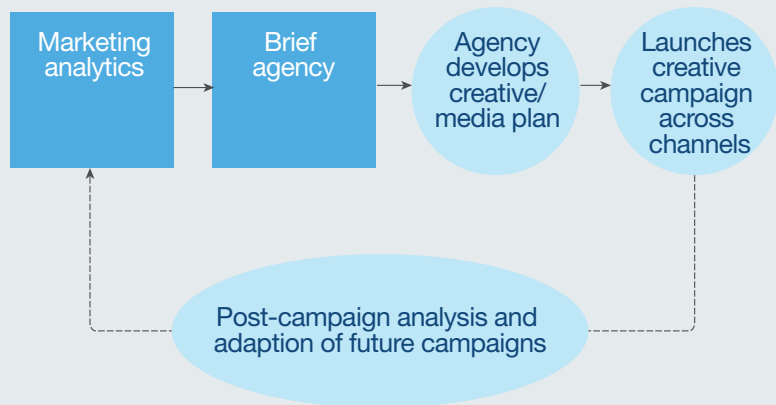 Marketing
analytics
Brief
agency
Agency
develops
creative/
media plan
Launches
creative
campaign
across
channels
Post-campaign analysis and
adaption of future campaigns